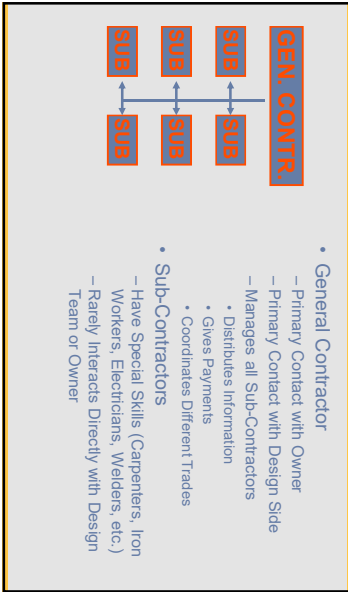 GEN. CONTR.
SUB
SUB
SUB
SUB
SUB
SUB
• General Contractor
– Primary Contact with Owner
– Primary Contact with Design Side
– Manages all Sub-Contractors
• Distributes Information
• Gives Payments
• Coordinates Different Trades
• Sub-Contractors
– Have Special Skills (Carpenters, Iron
Workers, Electricians, Welders, etc.)
– Rarely Interacts Directly with Design
Team or Owner